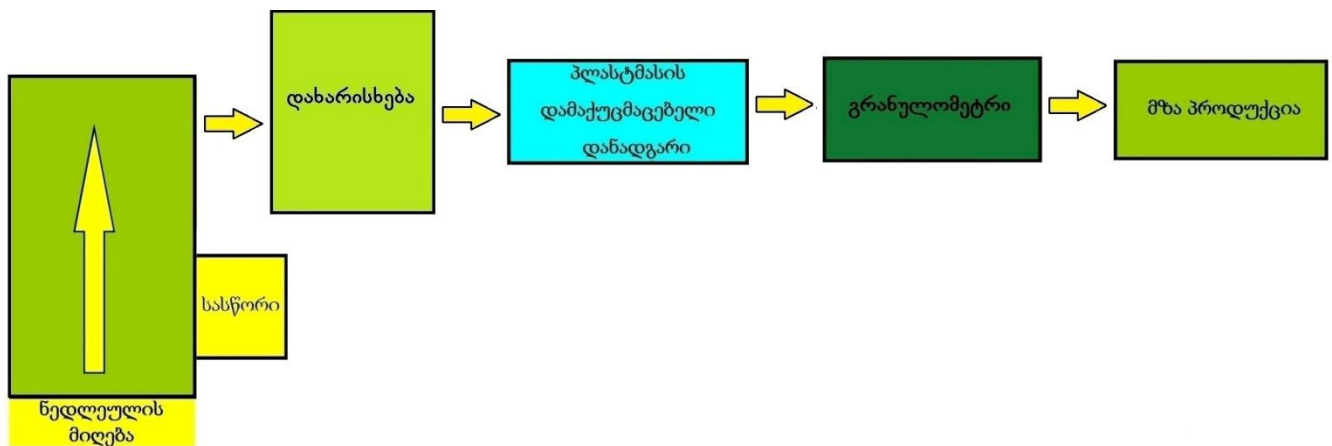 ნედლეულის
მიღება
სასწორი
დახარისხება
პლასტმასის
დამაქუცმაცებელი
დანადგარი
გრანულომეტრი
მზა პროდუქცია